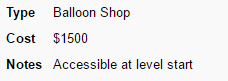 Type Balloon Shop
Cost $1500
Notes Accessible at level start